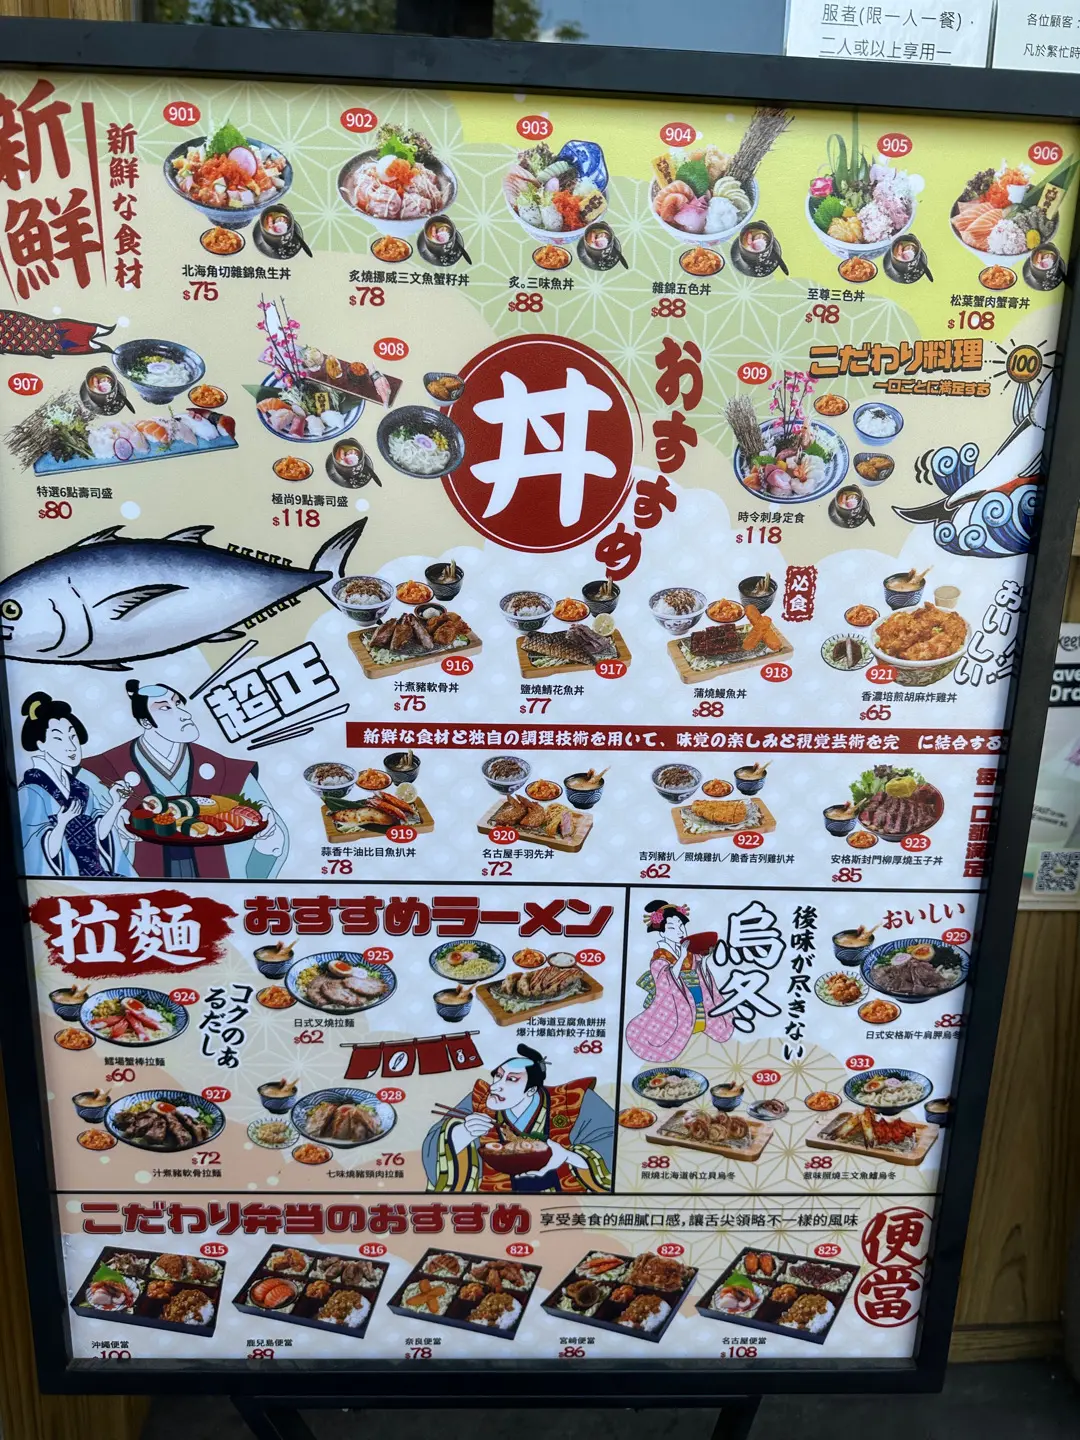 服者(限一人一餐)，
二人或以上享用一
各位顧客：
凡於繁忙時
新鮮
新鮮な食材
901
北海角切雜錦魚生丼
$75
902
炙燒挪威三文魚蟹籽丼
$78
903
炙。三味魚丼
$88
904
雜錦五色丼
$88
905
至尊三色丼
$98
906
松葉蟹肉蟹膏丼
$108
907
特選6點壽司盛
$80
908
極尚9點壽司盛
$118
丼
おすすめ
こだわり料理
一口ごとに満足する
100
909
時令刺身定食
$118
超正
916
汁煮豬軟骨丼
$75
917
鹽燒鯖花魚丼
$77
918
蒲燒鰻魚丼
$88
必食
921
香濃培煎胡麻炸雞丼
$65
おいしい
新鮮な食材と独自の調理技術を用いて、味覚の楽しみと視覚芸術を完 に結合する
919
蒜香牛油比目魚扒丼
$78
920
名古屋手羽先丼
$72
922
吉列豬扒／照燒雞扒／脆香吉列雞扒丼
$62
923
安格斯封門柳厚燒玉子丼
$85
每一口都滿足
拉麵
おすすめラーメン
コクのあるだし
924
鱈場蟹棒拉麵
$60
925
日式叉燒拉麵
$62
926
北海道豆腐魚餅拼
爆汁爆餡炸餃子拉麵
$68
927
$72
汁煮豬軟骨拉麵
928
$76
七味燒豬頸肉拉麵
烏冬
後味が尽きない
おいしい
929
$82
日式安格斯牛肩胛烏冬
930
$88
照燒北海道帆立貝烏冬
931
$88
惹味照燒三文魚鱸烏冬
こだわり弁当のおすすめ
享受美食的細膩口感，讓舌尖領略不一樣的風味
便當
815
沖繩便當
$100
816
鹿兒島便當
$89
821
奈良便當
$78
822
宮崎便當
$86
825
名古屋便當
$108